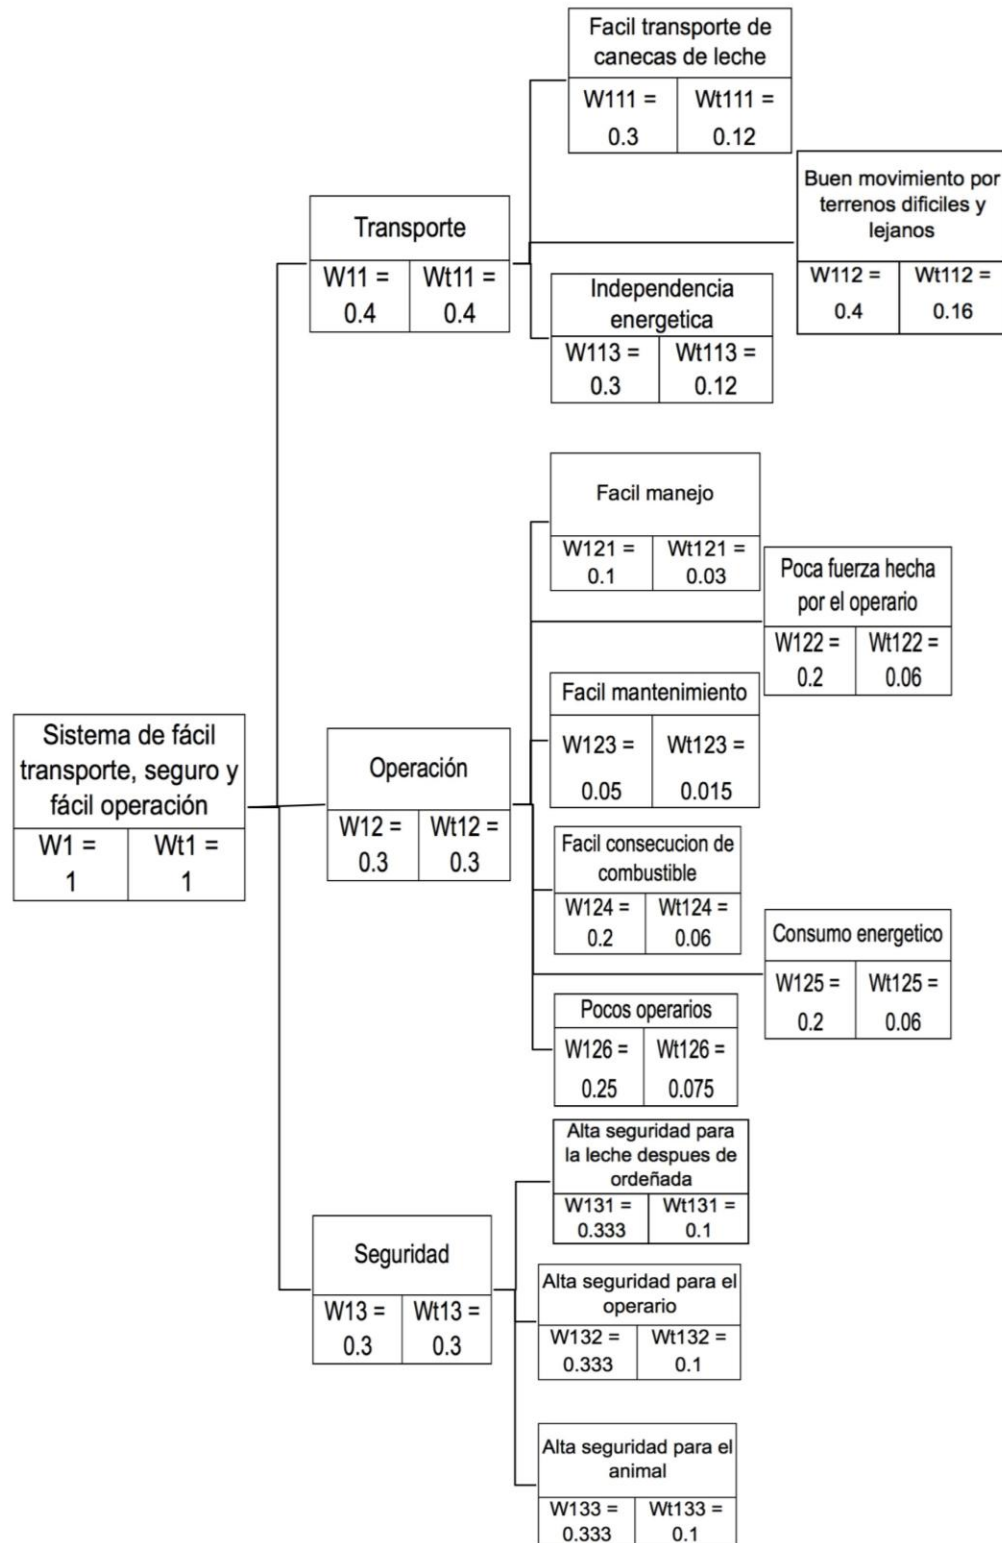 Facil transporte de
canecas de leche
W111 =
0.3
Wt111 =
0.12
Buen movimiento por
terrenos dificiles y
lejanos
W112 =
0.4
Wt112 =
0.16
Transporte
W11 =
0.4
Wt11 =
0.4
Independencia
energetica
W113 =
0.3
Wt113 =
0.12
Facil manejo
W121 =
0.1
Wt121 =
0.03
Poca fuerza hecha
por el operario
W122 =
0.2
Wt122 =
0.06
Facil mantenimiento
W123 =
0.05
Wt123 =
0.015
Sistema de fácil
transporte, seguro y
fácil operación
W1 =
1
Wt1 =
1
Operación
W12 =
0.3
Wt12 =
0.3
Facil consecucion de
combustible
W124 =
0.2
Wt124 =
0.06
Consumo energetico
W125 =
0.2
Wt125 =
0.06
Pocos operarios
W126 =
0.25
Wt126 =
0.075
Alta seguridad para
la leche despues de
ordeñada
W131 =
0.333
Wt131 =
0.1
Seguridad
W13 =
0.3
Wt13 =
0.3
Alta seguridad para el
operario
W132 =
0.333
Wt132 =
0.1
Alta seguridad para el
animal
W133 =
0.333
Wt133 =
0.1